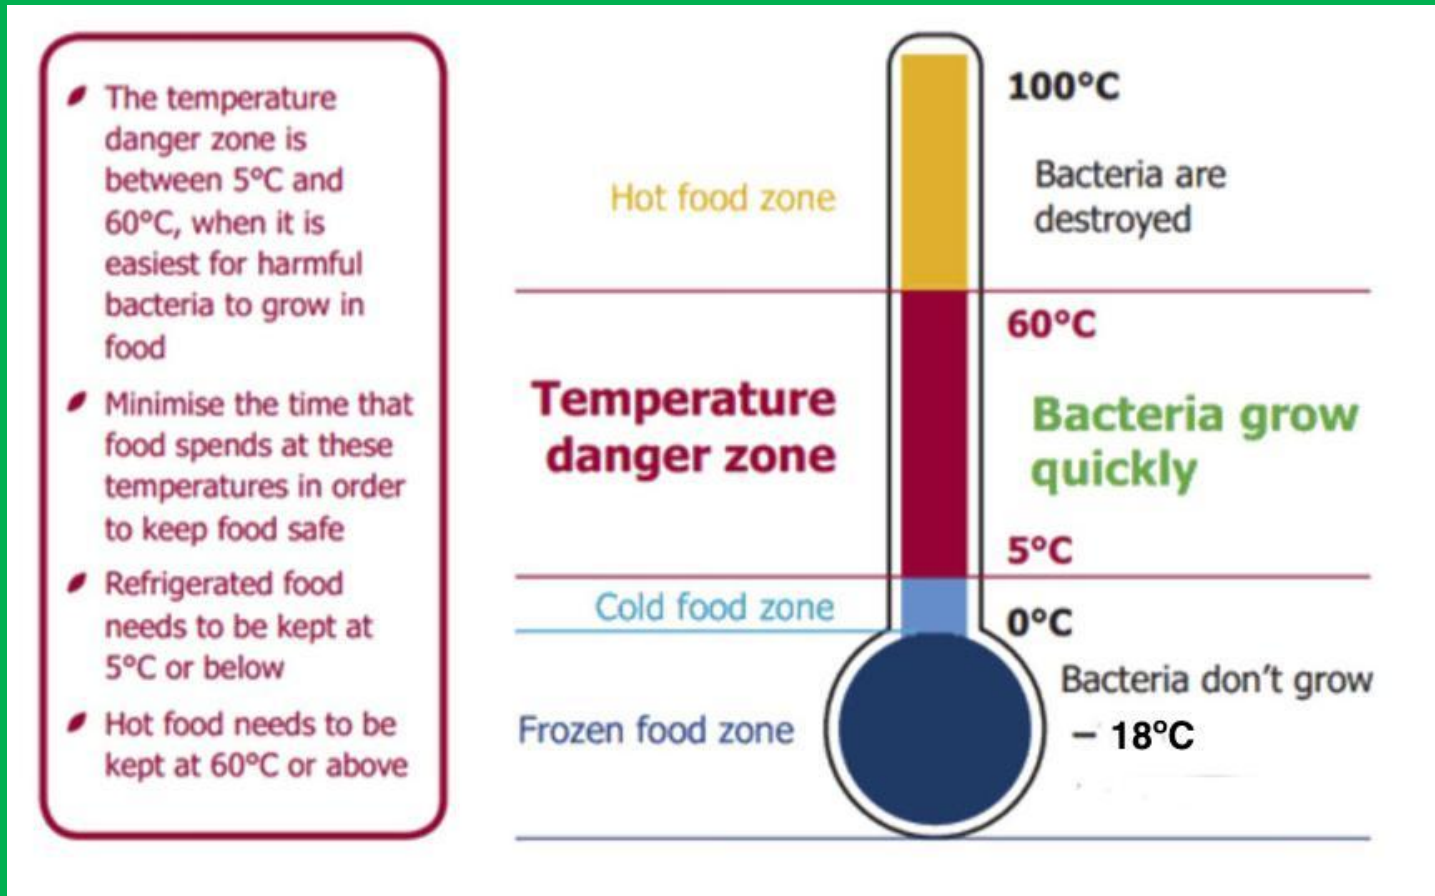 The temperature
danger zone is
between 5°C and
60°C, when it is
easiest for harmful
bacteria to grow in
food
Minimise the time that
food spends at these
temperatures in order
to keep food safe
Refrigerated food
needs to be kept at
5°C or below
Hot food needs to be
kept at 60°C or above
100°C
Hot food zone
Bacteria are
destroyed
60°C
Temperature
danger zone
Bacteria grow
quickly
5°C
Cold food zone
0°C
Bacteria don’t grow
Frozen food zone
– 18°C